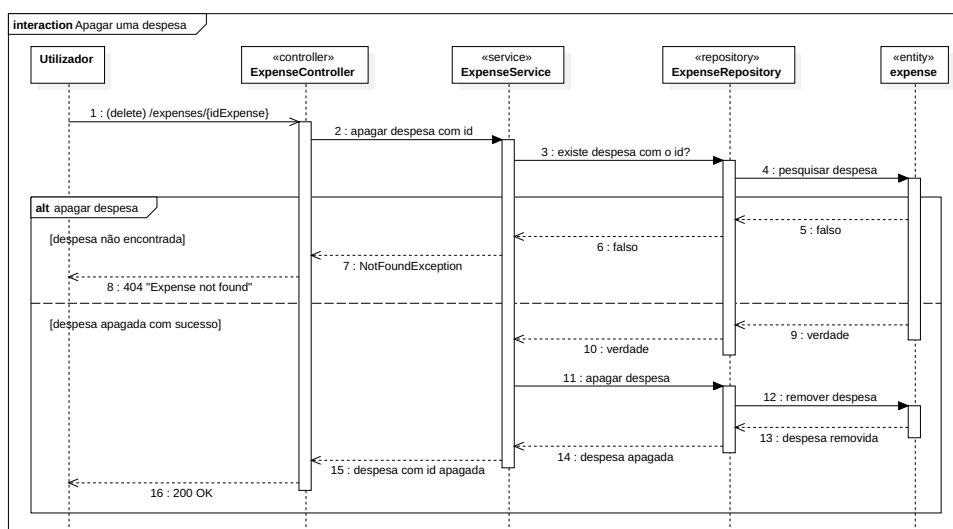 interaction Apagar uma despesa
Utilizador
«controller»
ExpenseController
«service»
ExpenseService
«repository»
ExpenseRepository
«entity»
expense
1 : (delete) /expenses/{idExpense}
2 : apagar despesa com id
3 : existe despesa com o id?
4 : pesquisar despesa
alt apagar despesa
[despesa não encontrada]
5 : falso
6 : falso
7 : NotFoundException
8 : 404 "Expense not found"
[despesa apagada com sucesso]
9 : verdade
10 : verdade
11 : apagar despesa
12 : remover despesa
13 : despesa removida
14 : despesa apagada
15 : despesa com id apagada
16 : 200 OK